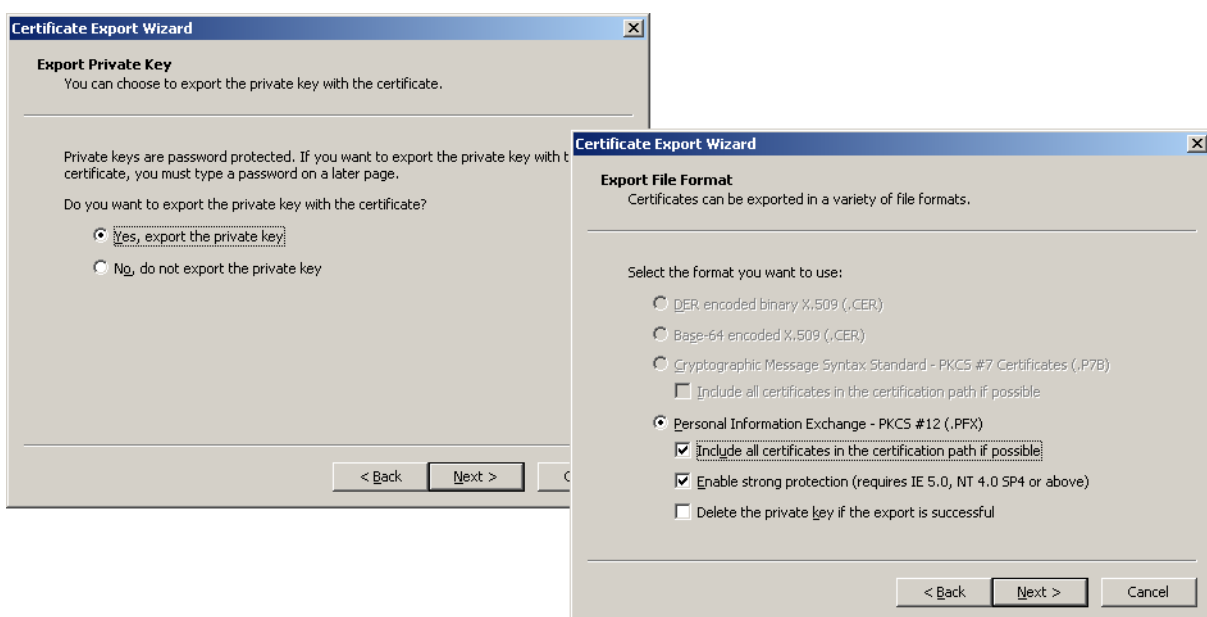 Certificate Export Wizard
Export Private Key
You can choose to export the private key with the certificate.
Private keys are password protected. If you want to export the private key with t
certificate, you must type a password on a later page.
Do you want to export the private key with the certificate?
Yes, export the private key
No, do not export the private key
< Back
Next >
C
Certificate Export Wizard
Export File Format
Certificates can be exported in a variety of file formats.
Select the format you want to use:
DER encoded binary X.509 (.CER)
Base-64 encoded X.509 (.CER)
Cryptographic Message Syntax Standard - PKCS #7 Certificates (.P7B)
Include all certificates in the certification path if possible
Personal Information Exchange - PKCS #12 (.PFX)
Include all certificates in the certification path if possible
Enable strong protection (requires IE 5.0, NT 4.0 SP4 or above)
Delete the private key if the export is successful
< Back
Next >
Cancel